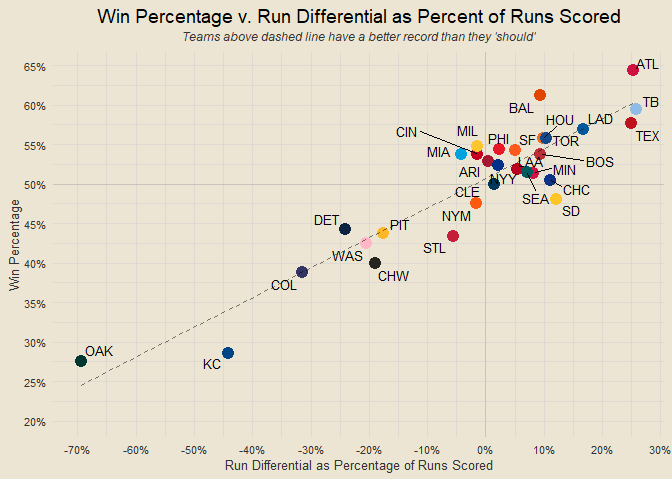 Win Percentage v. Run Differential as Percent of Runs Scored
Teams above dashed line have a better record than they 'should'
Win Percentage
65%
60%
55%
50%
45%
40%
35%
30%
25%
20%
ATL
TB
BAL
HOU
LAD
TEX
CIN
MIL
PHI
SF
TOR
MIA
LAA
BOS
ARI
NYY
MIN
CLE
CHC
SEA
SD
NYM
DET
PIT
STL
WAS
CHW
COL
OAK
KC
-70%
-60%
-50%
-40%
-30%
-20%
-10%
0%
10%
20%
30%
Run Differential as Percentage of Runs Scored